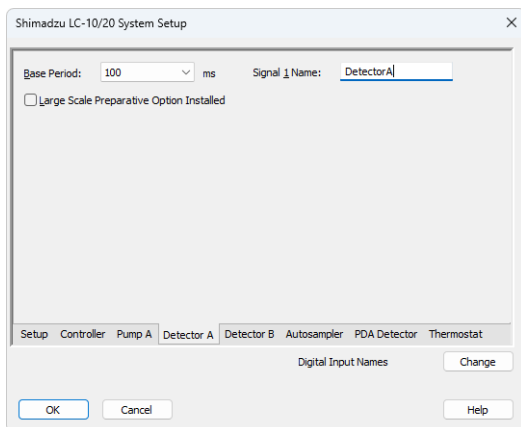 Shimadzu LC-10/20 System Setup
Base Period: 100 ms Signal 1 Name: DetectorA
Large Scale Preparative Option Installed
Setup Controller Pump A Detector A Detector B Autosampler PDA Detector Thermostat
Digital Input Names Change
OK Cancel Help